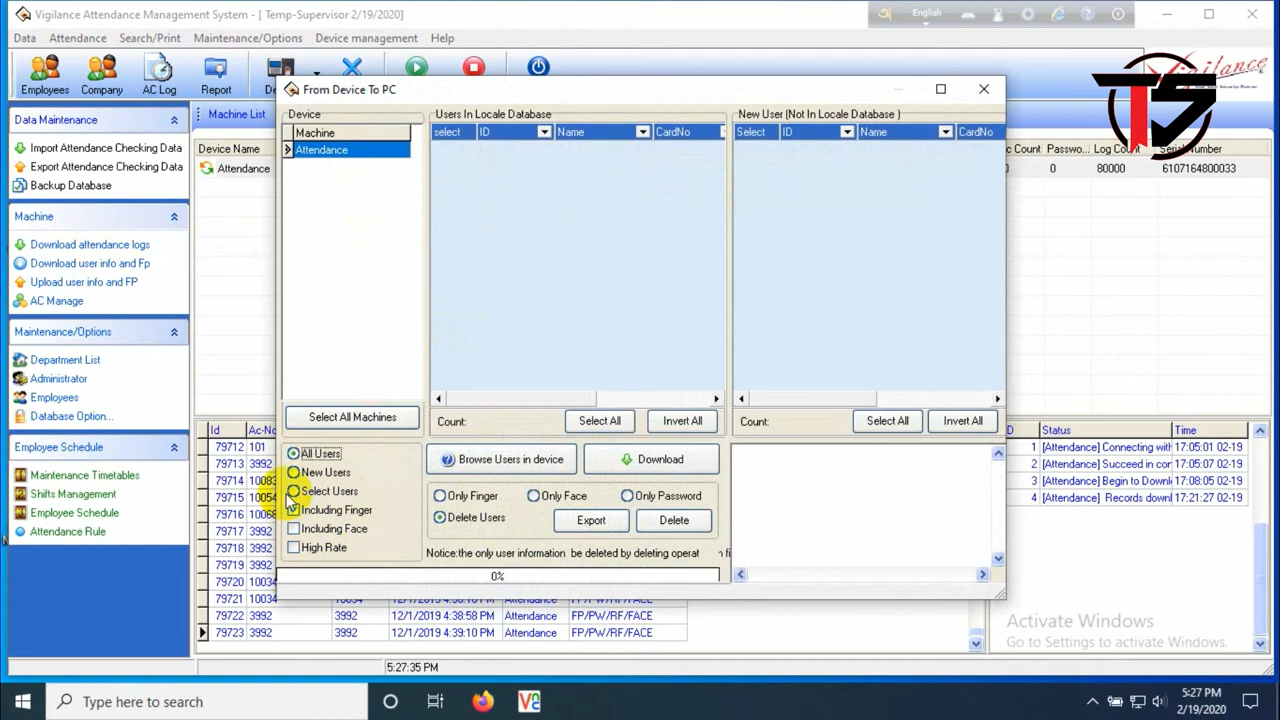 Vigilance Attendance Management System - [ Temp-Supervisor 2/19/2020]
English
Data Attendance Search/Print Maintenance/Options Device management Help
Employees Company AC Log Report
Vigilance
TS
From Device To PC
Data Maintenance
Import Attendance Checking Data
Export Attendance Checking Data
Backup Database
Machine
Download attendance logs
Download user info and Fp
Upload user info and FP
AC Manage
Maintenance/Options
Department List
Administrator
Employees
Database Option...
Employee Schedule
Maintenance Timetables
Shifts Management
Employee Schedule
Attendance Rule
Machine List
Device Name
Attendance
Passwo... Log Count Serial Number
0 80000 6107164800033
Device
Machine
Attendance
Select All Machines
Users In Locale Database
select ID Name CardNo
Count: Select All Invert All
New User (Not In Locale Database )
Select ID Name CardNo
Count: Select All Invert All
All Users
New Users
Select Users
Including Finger
Including Face
High Rate
Browse Users in device Download
Only Finger Only Face Only Password
Delete Users Export Delete
Notice:the only user information be deleted by deleting operat
0%
Id Ac-No
79712 101
79713 3992
79714
79715
79716
79717 3992
79718 3992
79719
79720 10034
79721 10034
79722 3992 3992 12/1/2019 4:38:58 PM Attendance FP/PW/RF/FACE
79723 3992 3992 12/1/2019 4:39:10 PM Attendance FP/PW/RF/FACE
Status Time
1 [Attendance] Connecting with 17:05:01 02-19
2 [Attendance] Succeed in con 17:05:06 02-19
3 [Attendance] Begin to Downl 17:08:05 02-19
4 [Attendance] Records downl 17:21:27 02-19
Activate Windows
Go to Settings to activate Windows.
5:27:35 PM
Type here to search
5:27 PM
2/19/2020